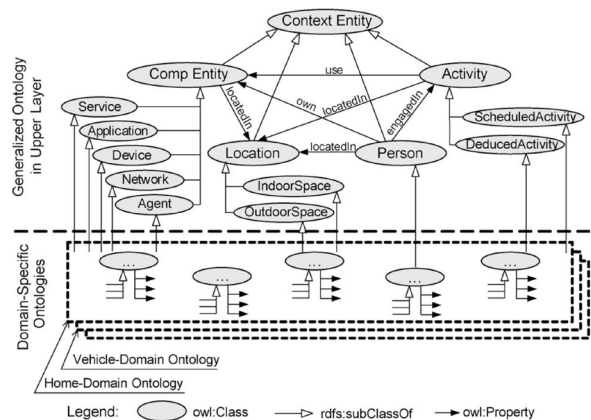 Context Entity
Comp Entity
use
Activity
Service
locatedIn
own
locatedIn
engagedIn
ScheduledActivity
Application
DeducedActivity
Device
Location
locatedIn
Person
Network
IndoorSpace
Agent
OutdoorSpace
Generalized Ontology
in Upper Layer
Domain-Specific
Ontologies
...
...
...
...
...
Vehicle-Domain Ontology
Home-Domain Ontology
Legend: owl:Class rdfs:subClassOf owl:Property